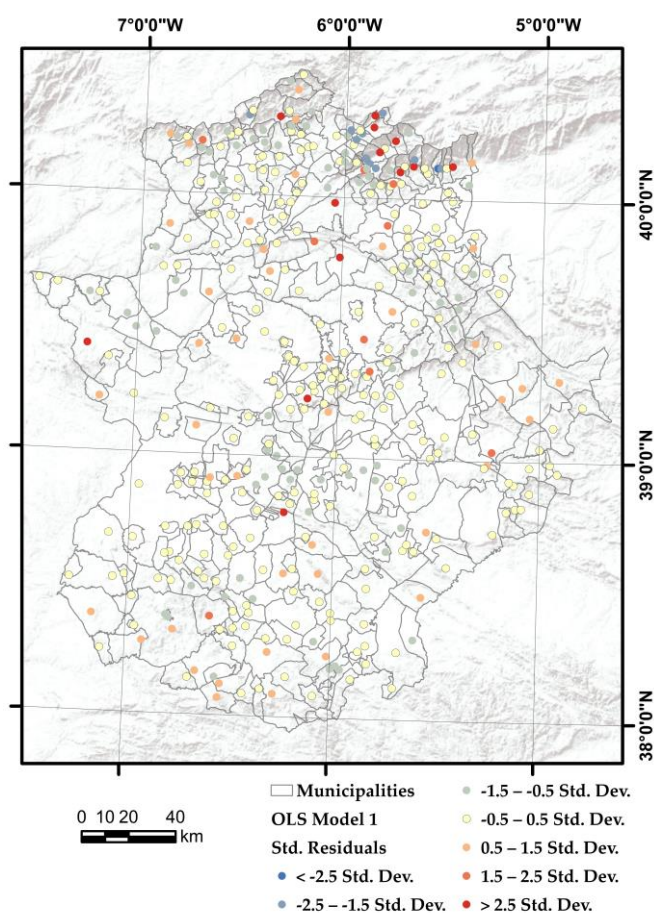 7°0'0"W 6°0'0"W 5°0'0"W
40°0'0"N
39°0'0"N
38°0'0"N
0 10 20 40
km
Municipalities
OLS Model 1
Std. Residuals
< -2.5 Std. Dev.
-2.5 – -1.5 Std. Dev.
-1.5 – -0.5 Std. Dev.
-0.5 – 0.5 Std. Dev.
0.5 – 1.5 Std. Dev.
1.5 – 2.5 Std. Dev.
> 2.5 Std. Dev.